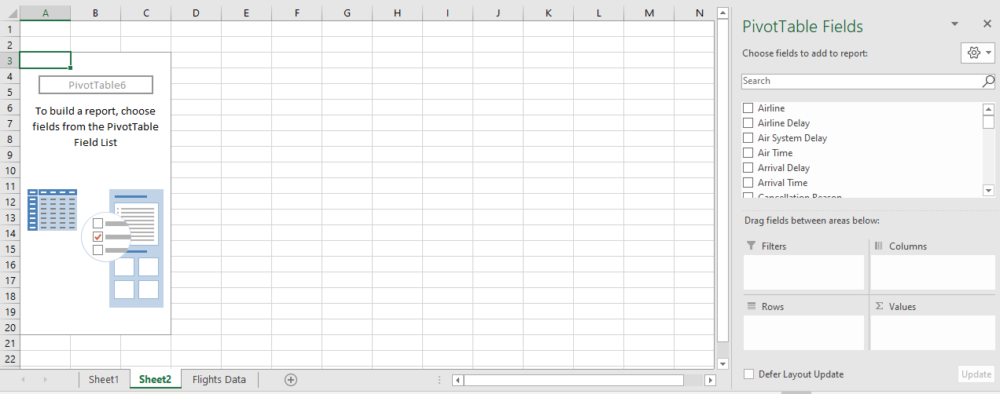 A B C D E F G H I J K L M N
1
2
3
4
5
6
7
8
9
10
11
12
13
14
15
16
17
18
19
20
21
22
PivotTable6
To build a report, choose
fields from the PivotTable
Field List
Sheet1 Sheet2 Flights Data
PivotTable Fields
Choose fields to add to report:
Search
Airline
Airline Delay
Air System Delay
Air Time
Arrival Delay
Arrival Time
Cancellation Reason
Drag fields between areas below:
Filters Columns
Rows Σ Values
Defer Layout Update Update